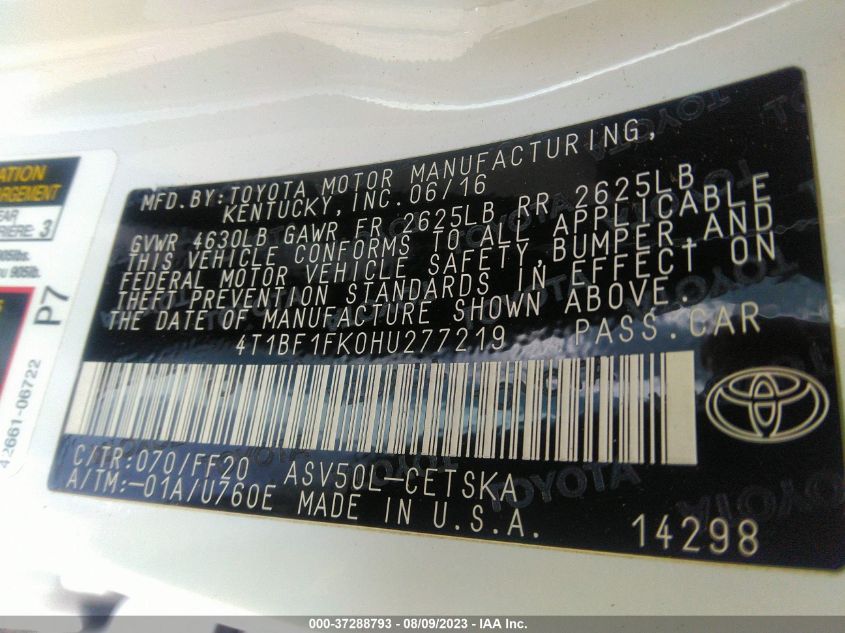 MFD.BY:TOYOTA MOTOR MANUFACTURING,
KENTUCKY,INC.06/16
GVWR 4630LB GAWR FR 2625LB RR 2625LB
THIS VEHICLE CONFORMS TO ALL APPLICABLE
FEDERAL MOTOR VEHICLE SAFETY,BUMPER,AND
THEFT PREVENTION STANDARDS IN EFFECT ON
THE DATE OF MANUFACTURE SHOWN ABOVE.
4T1BF1FK0HU277219 PASS.CAR
C/TR:070/FF20 ASV50L-CETSKA
A/TM:-01A/U760E MADE IN U.S.A.
14298
P7
42661-06722
TOYOTA
000-37288793 - 08/09/2023 - IAA Inc.